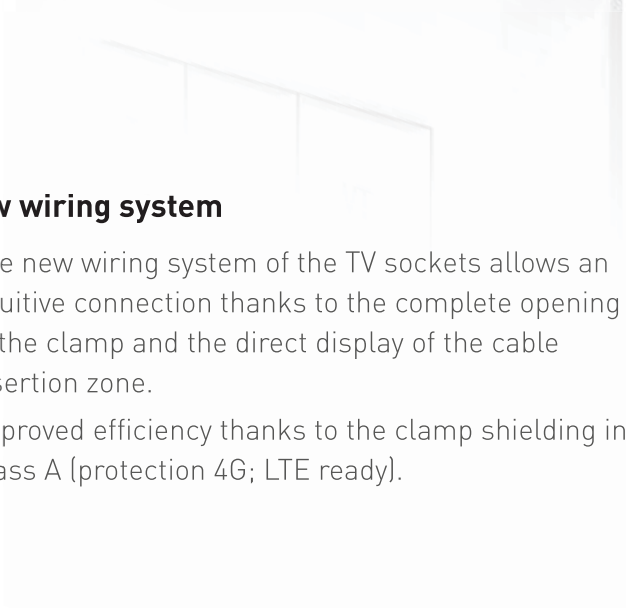 w wiring system
e new wiring system of the TV sockets allows an
uitive connection thanks to the complete opening
the clamp and the direct display of the cable
sertion zone.
proved efficiency thanks to the clamp shielding in
ass A (protection 4G; LTE ready).